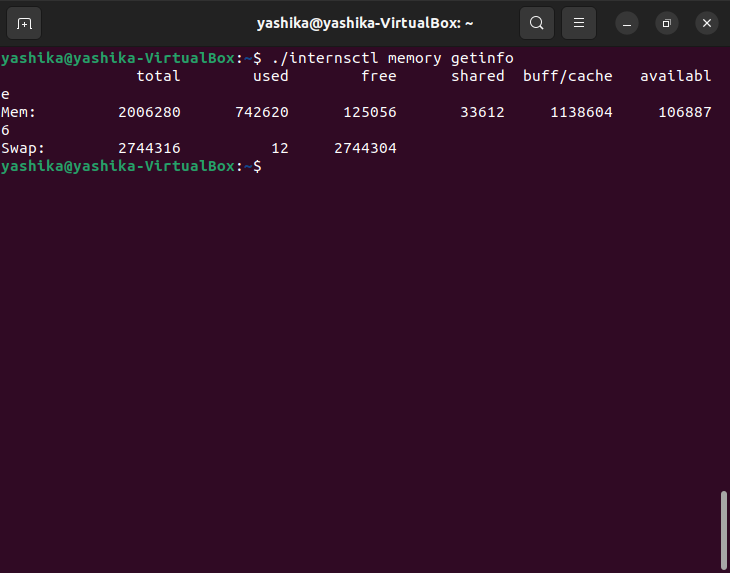 yashika@yashika-VirtualBox: ~
yashika@yashika-VirtualBox:~$ ./internsctl memory getinfo
               total        used        free      shared  buff/cache   availabl
e
Mem:         2006280      742620      125056       33612     1138604     106887
6
Swap:        2744316          12     2744304
yashika@yashika-VirtualBox:~$